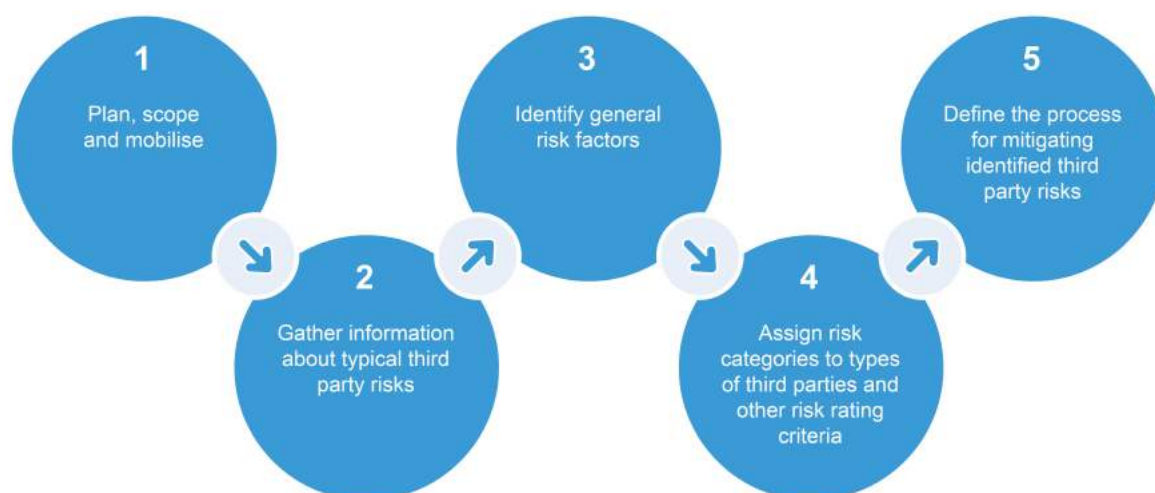 1
Plan, scope
and mobilise
2
Gather information
about typical third
party risks
3
Identify general
risk factors
4
Assign risk
categories to types
of third parties and
other risk rating
criteria
5
Define the process
for mitigating
identified third
party risks